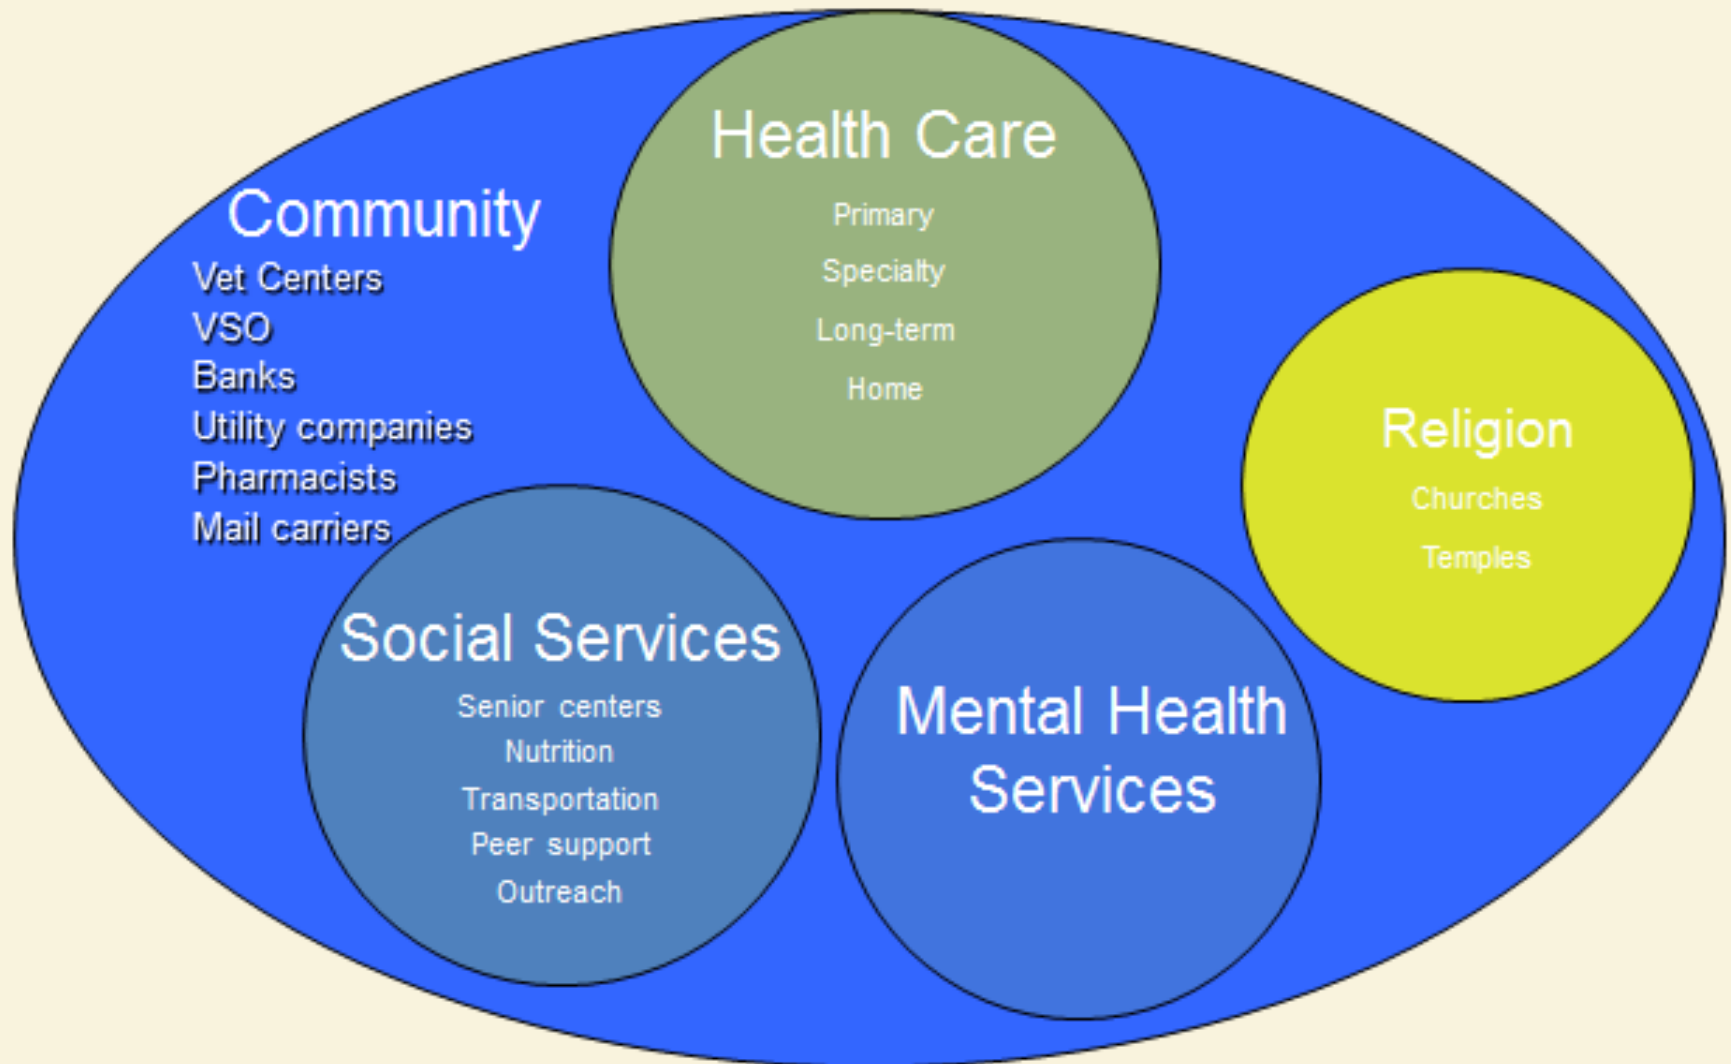 Health Care
Primary
Specialty
Long-term
Home
Community
Vet Centers
VSO
Banks
Utility companies
Pharmacists
Mail carriers
Religion
Churches
Temples
Social Services
Senior centers
Nutrition
Transportation
Peer support
Outreach
Mental Health
Services